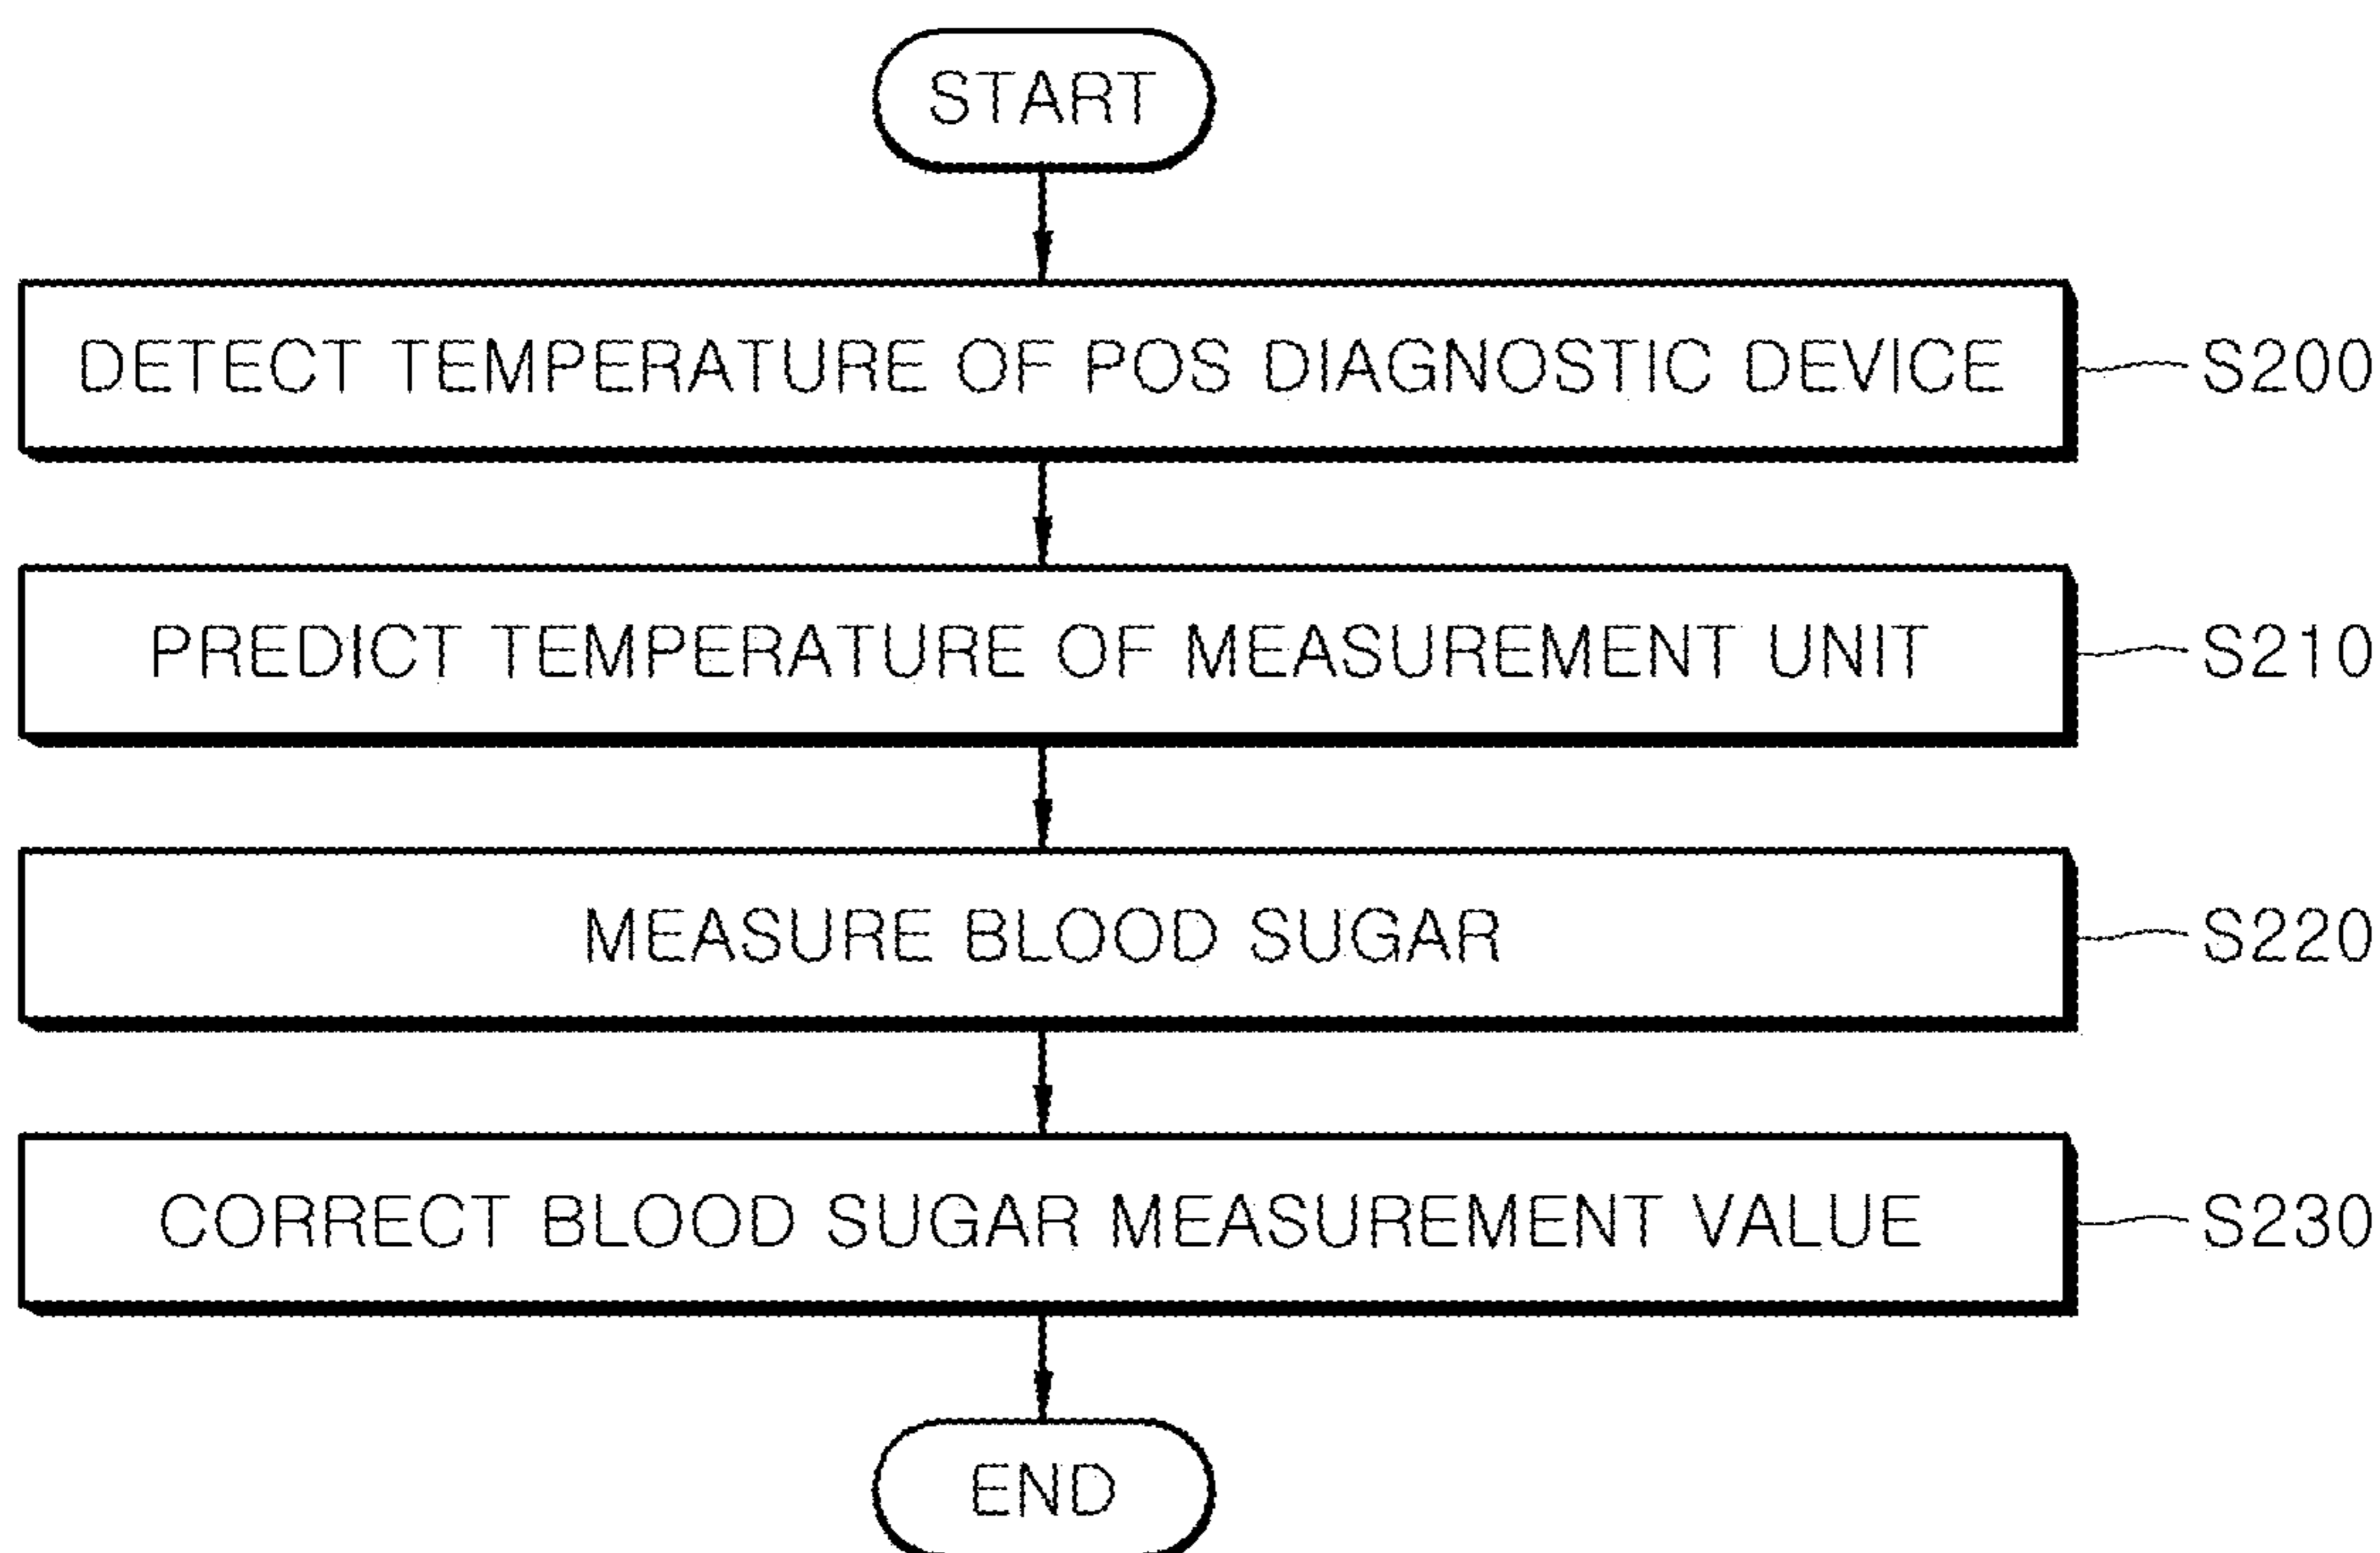 START
DETECT TEMPERATURE OF POS DIAGNOSTIC DEVICE S200
PREDICT TEMPERATURE OF MEASUREMENT UNIT S210
MEASURE BLOOD SUGAR S220
CORRECT BLOOD SUGAR MEASUREMENT VALUE S230
END